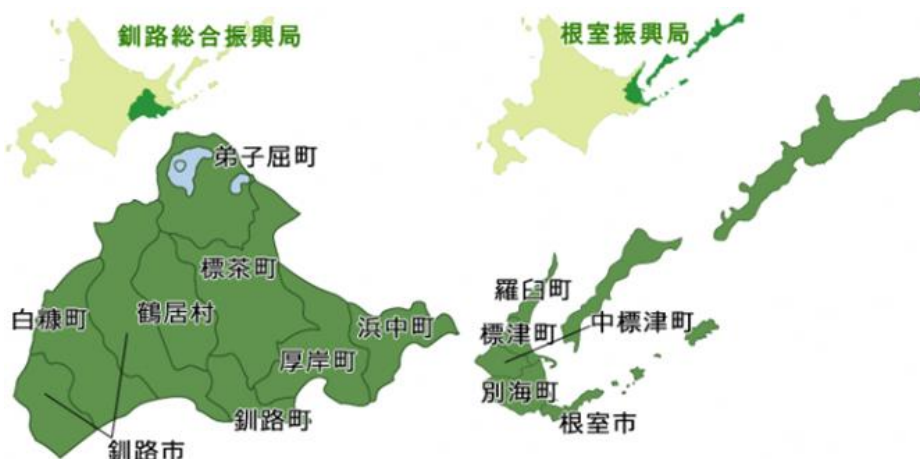 釧路総合振興局
弟子屈町
標茶町
白糠町
鶴居村
浜中町
厚岸町
釧路町
釧路市
根室振興局
羅臼町
標津町
中標津町
別海町
根室市